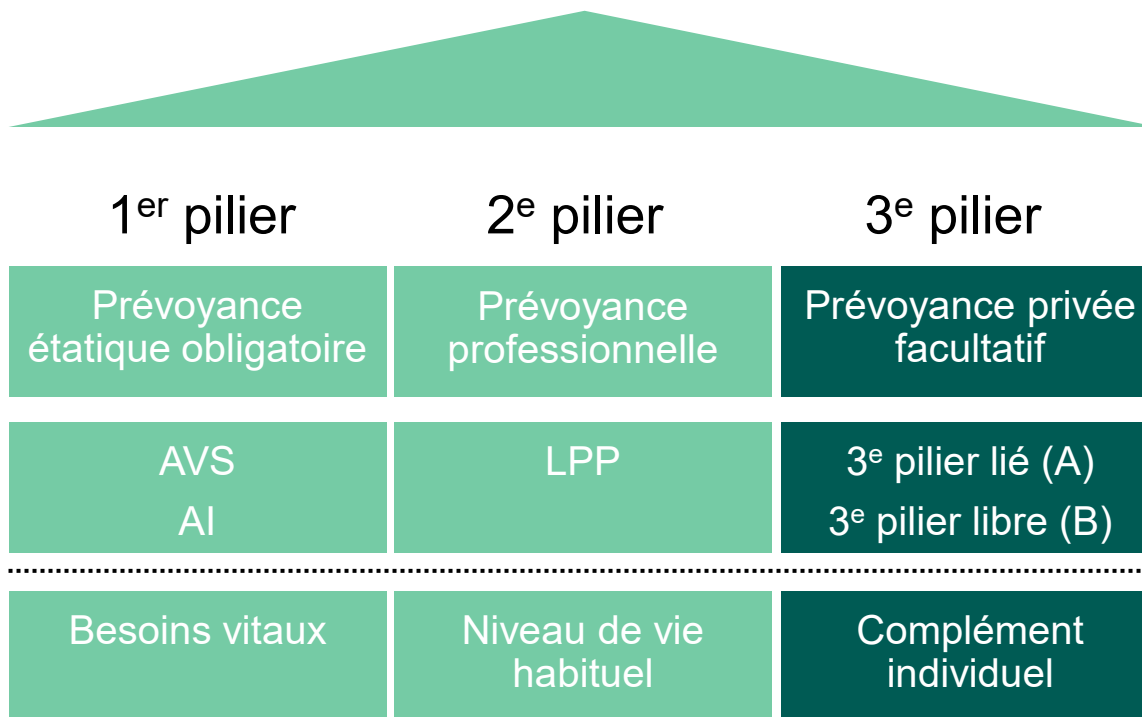 1er pilier
2e pilier
3e pilier
Prévoyance
étatique obligatoire
Prévoyance
professionnelle
Prévoyance privée
facultatif
AVS
AI
LPP
3e pilier lié (A)
3e pilier libre (B)
Besoins vitaux
Niveau de vie
habituel
Complément
individuel